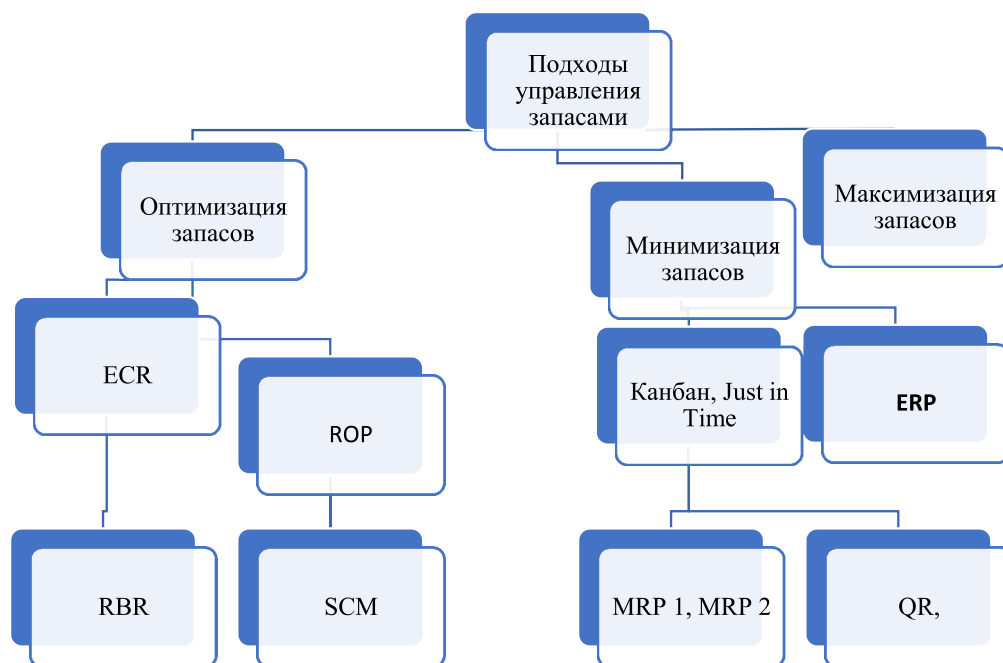 Подходы
управления
запасами
Оптимизация
запасов
Минимизация
запасов
Максимизация
запасов
ECR
ROP
Канбан, Just in
Time
ERP
RBR
SCM
MRP 1, MRP 2
QR,